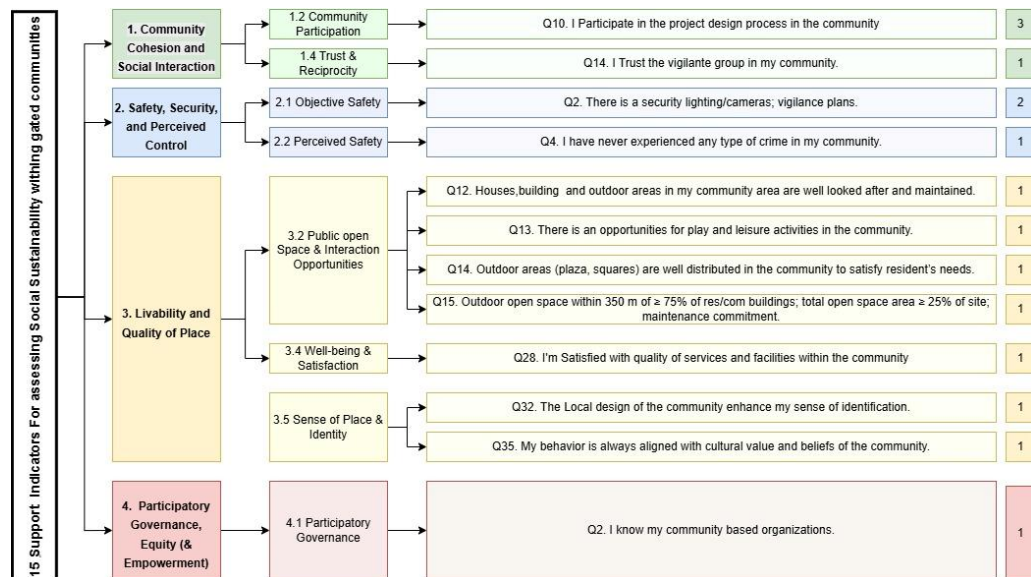 15 Support Indicators For assessing Social Sustainability withing gated communities
1. Community
Cohesion and
Social Interaction
1.2 Community
Participation
Q10. I Participate in the project design process in the community
3
1.4 Trust &
Reciprocity
Q14. I Trust the vigilante group in my community.
1
2. Safety, Security,
and Perceived
Control
2.1 Objective Safety
Q2. There is a security lighting/cameras; vigilance plans.
2
2.2 Perceived Safety
Q4. I have never experienced any type of crime in my community.
1
3. Livability and
Quality of Place
3.2 Public open
Space & Interaction
Opportunities
Q12. Houses,building and outdoor areas in my community area are well looked after and maintained.
1
Q13. There is an opportunities for play and leisure activities in the community.
1
Q14. Outdoor areas (plaza, squares) are well distributed in the community to satisfy resident's needs.
1
Q15. Outdoor open space within 350 m of ≥ 75% of res/com buildings; total open space area ≥ 25% of site;
maintenance commitment.
1
3.4 Well-being &
Satisfaction
Q28. I'm Satisfied with quality of services and facilities within the community
1
3.5 Sense of Place &
Identity
Q32. The Local design of the community enhance my sense of identification.
1
Q35. My behavior is always aligned with cultural value and beliefs of the community.
1
4. Participatory
Governance,
Equity (&
Empowerment)
4.1 Participatory
Governance
Q2. I know my community based organizations.
1